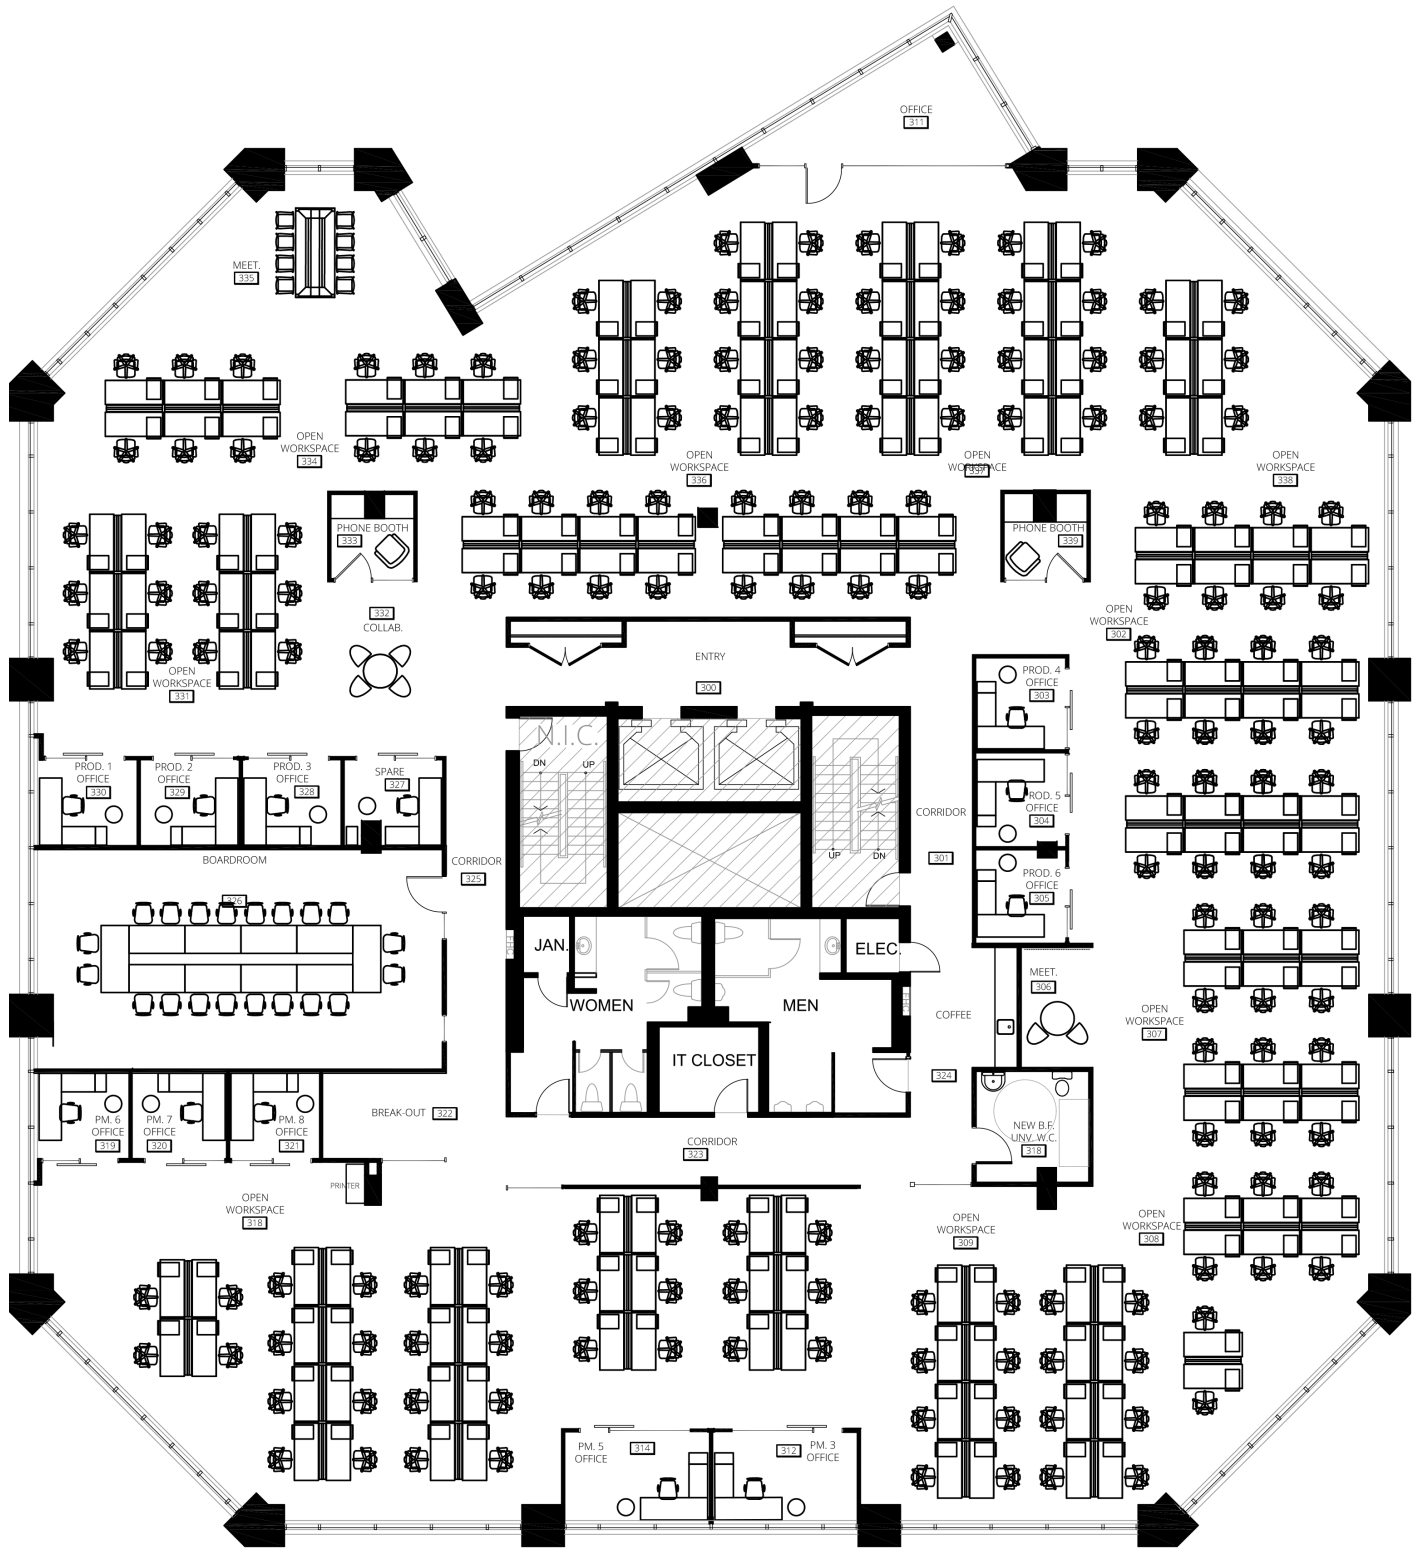 OFFICE
311
MEET.
335
OPEN
WORKSPACE
334
OPEN
WORKSPACE
336
OPEN
WORKSPACE
337
OPEN
WORKSPACE
338
PHONE BOOTH
333
PHONE BOOTH
339
332
COLLAB.
OPEN
WORKSPACE
302
OPEN
WORKSPACE
331
ENTRY
300
PROD. 4
OFFICE
303
N.I.C.
DN
UP
PROD. 1
OFFICE
330
PROD. 2
OFFICE
329
PROD. 3
OFFICE
328
SPARE
327
CORRIDOR
301
ROD. 5
OFFICE
304
UP
DN
BOARDROOM
326
CORRIDOR
325
PROD. 6
OFFICE
305
JAN.
FHC
WOMEN
MEN
ELEC.
FHC
COFFEE
MEET.
306
OPEN
WORKSPACE
307
IT CLOSET
324
PM. 6
OFFICE
319
PM. 7
OFFICE
320
PM. 8
OFFICE
321
BREAK-OUT
322
CORRIDOR
323
NEW B.F.
UNV. W.C.
318
PRINTER
OPEN
WORKSPACE
318
OPEN
WORKSPACE
309
OPEN
WORKSPACE
308
PM. 5
OFFICE
314
312
PM. 3
OFFICE